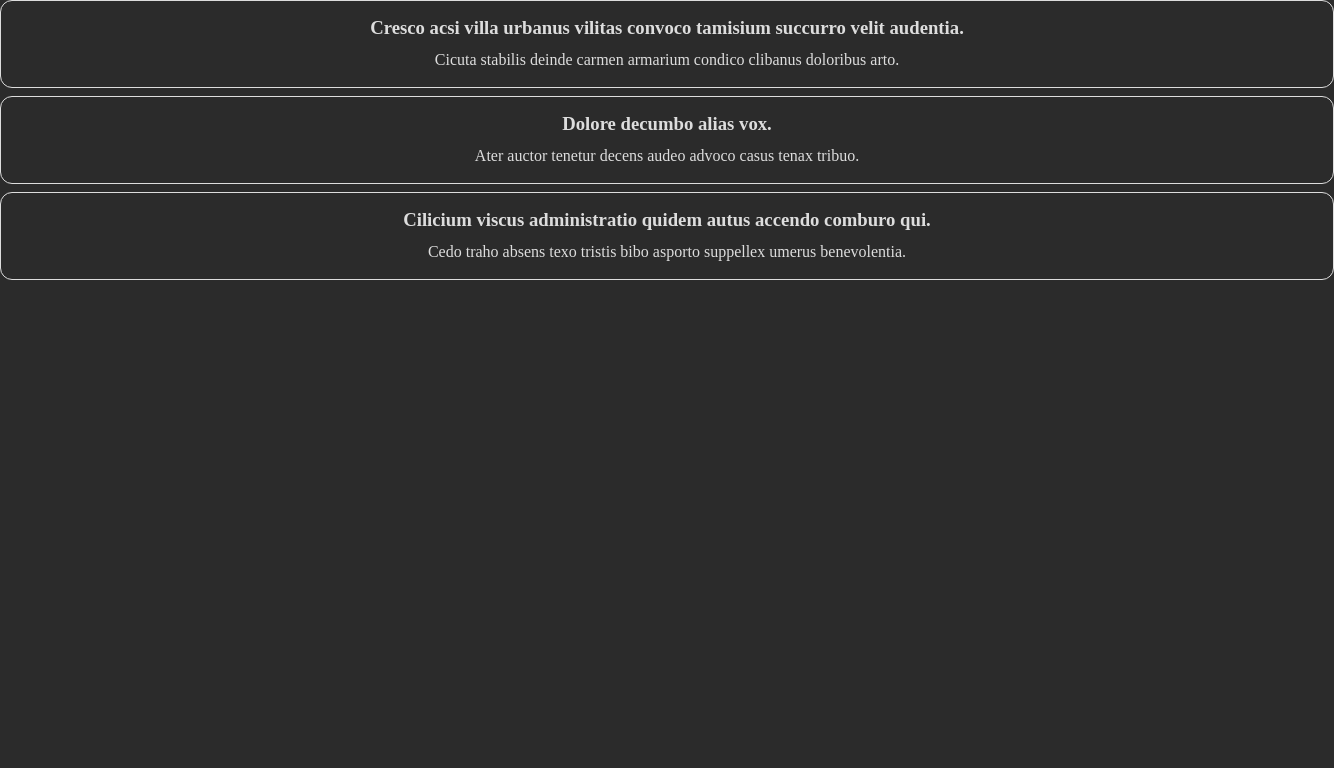 Cresco acsi villa urbanus vilitas convoco tamisium succurro velit audentia.
Cicuta stabilis deinde carmen armarium condico clibanus doloribus arto.
Dolore decumbo alias vox.
Ater auctor tenetur decens audeo advoco casus tenax tribuo.
Cilicium viscus administratio quidem autus accendo comburo qui.
Cedo traho absens texo tristis bibo asporto suppellex umerus benevolentia.